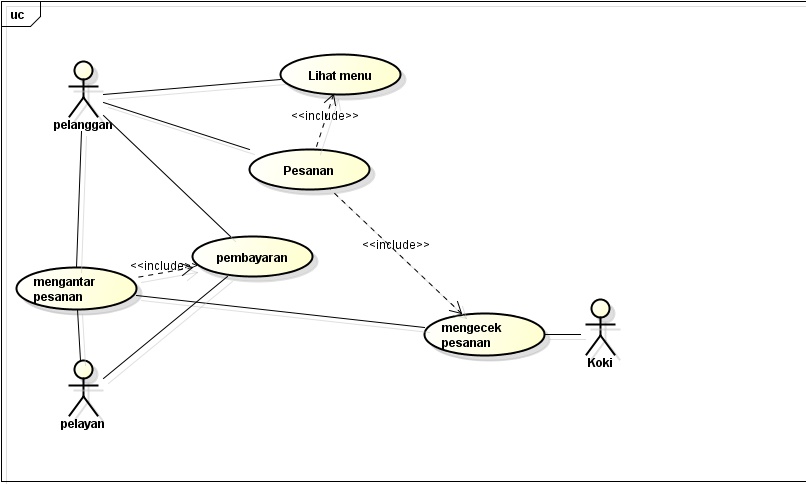 uc
Lihat menu
pelanggan
<<include>>
Pesanan
<<include>>
pembayaran
<<include>>
mengantar
pesanan
mengecek
pesanan
Koki
pelayan